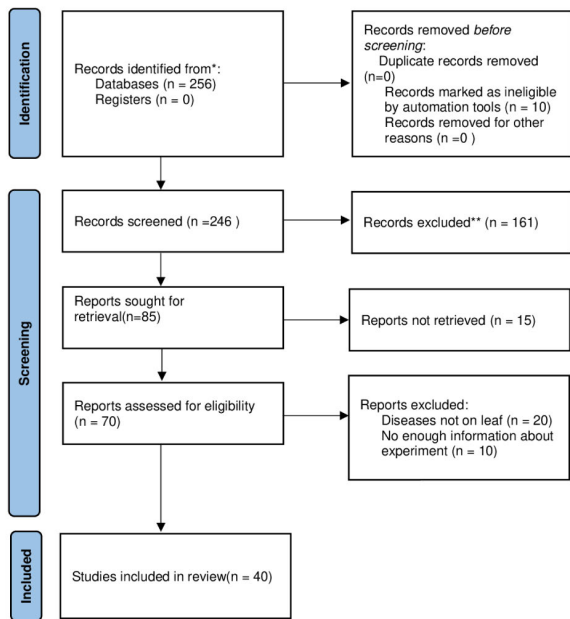 Identification
Records identified from*:
Databases (n = 256)
Registers (n = 0)
Records removed before
screening:
Duplicate records removed
(n=0)
Records marked as ineligible
by automation tools (n = 10)
Records removed for other
reasons (n =0 )
Screening
Records screened (n =246 )
Records excluded** (n = 161)
Reports sought for
retrieval(n=85)
Reports not retrieved (n = 15)
Reports assessed for eligibility
(n = 70)
Reports excluded:
Diseases not on leaf (n = 20)
No enough information about
experiment (n = 10)
Included
Studies included in review(n = 40)